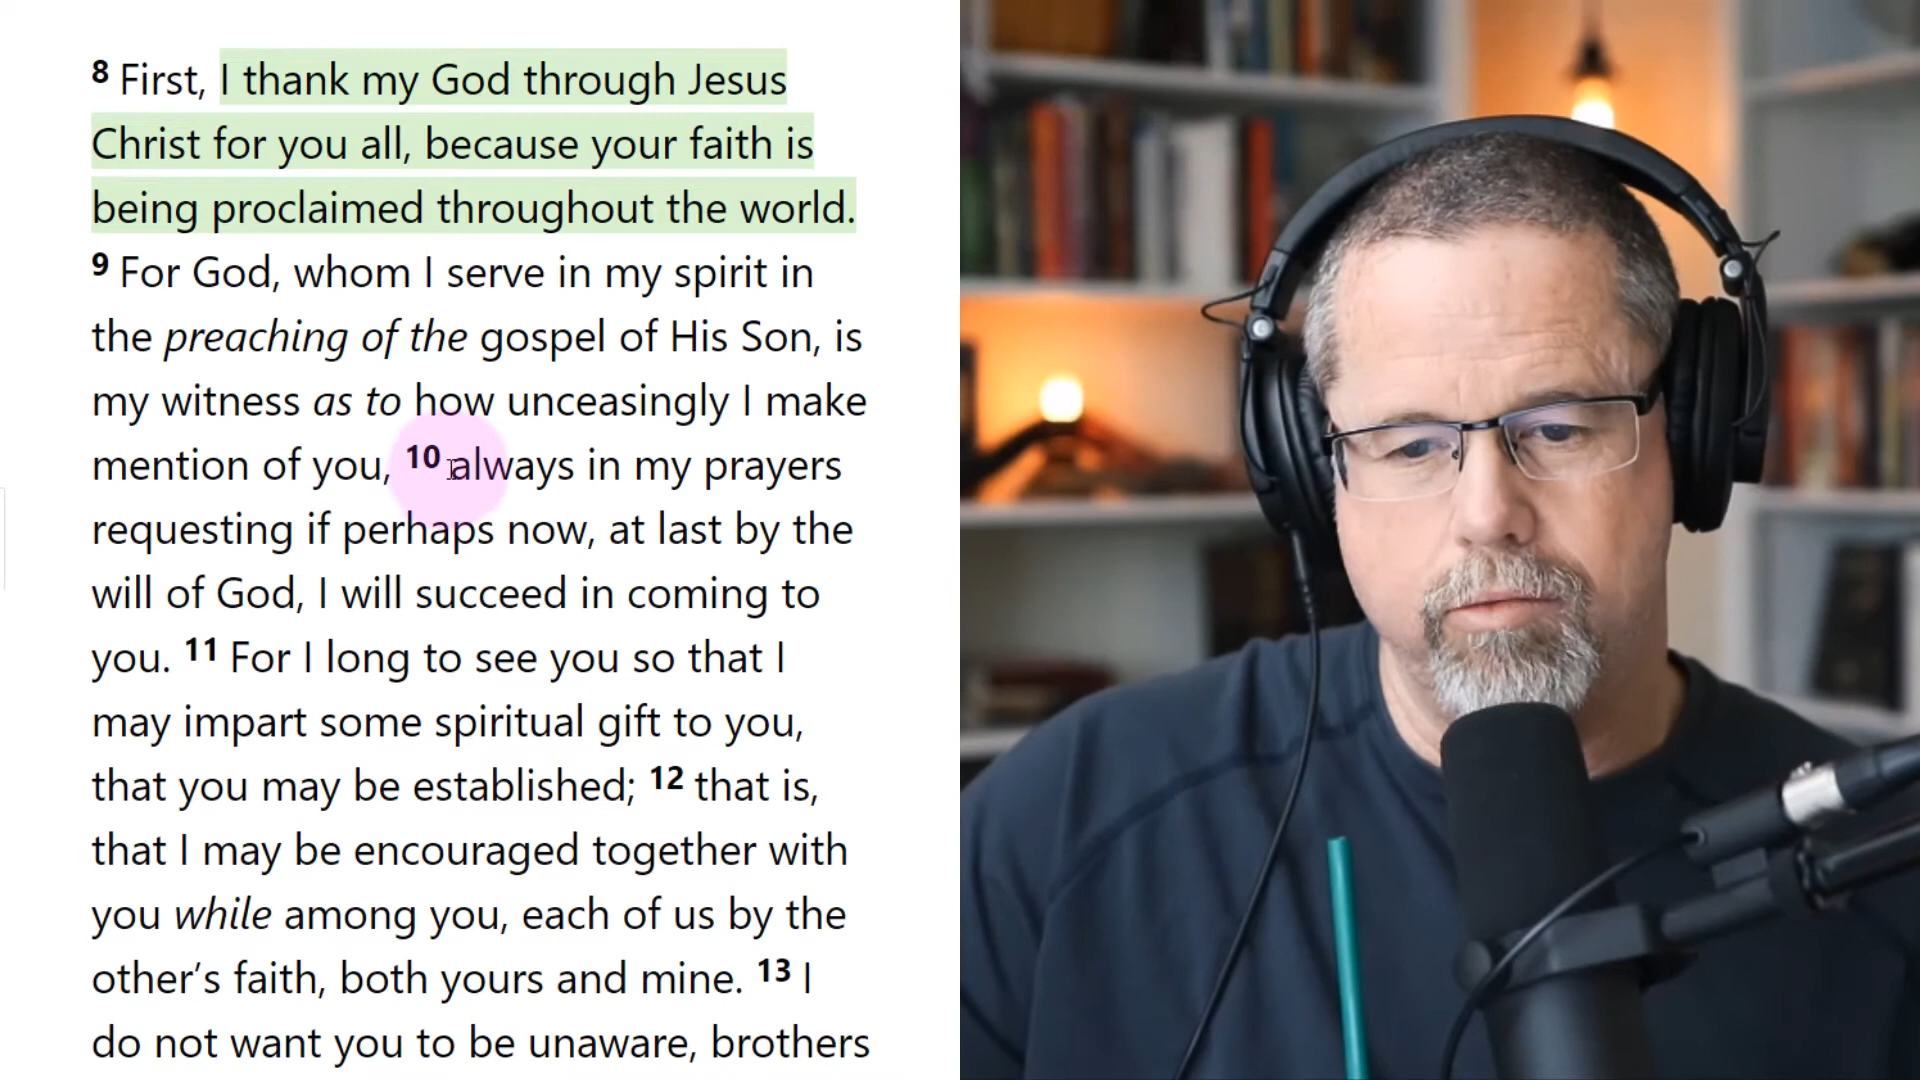 8 First, I thank my God through Jesus
Christ for you all, because your faith is
being proclaimed throughout the world.
9 For God, whom I serve in my spirit in
the preaching of the gospel of His Son, is
my witness as to how unceasingly I make
mention of you, 10 always in my prayers
requesting if perhaps now, at last by the
will of God, I will succeed in coming to
you. 11 For I long to see you so that I
may impart some spiritual gift to you,
that you may be established; 12 that is,
that I may be encouraged together with
you while among you, each of us by the
other’s faith, both yours and mine. 13 I
do not want you to be unaware, brothers